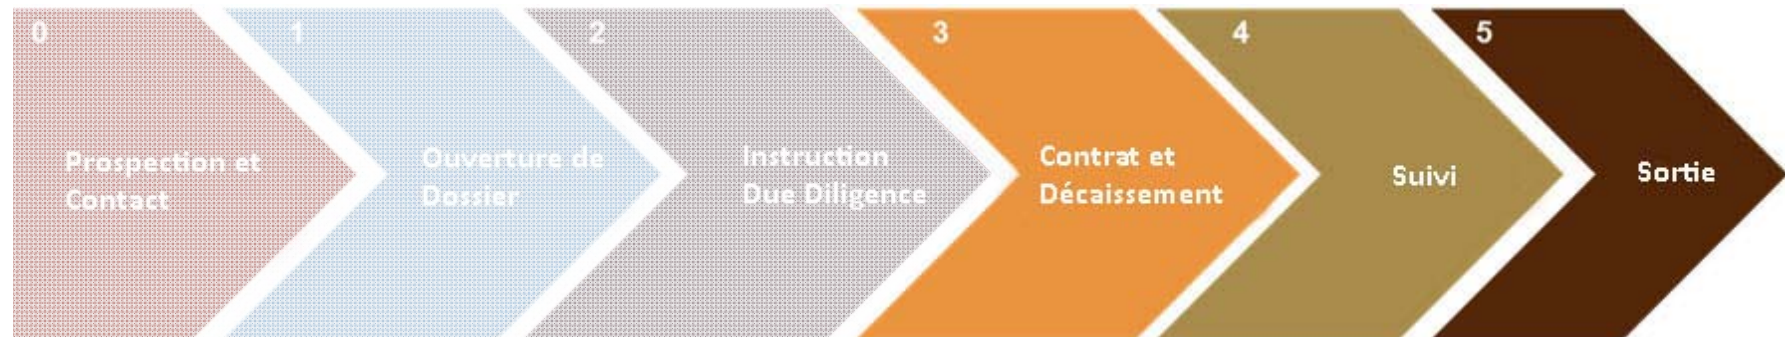 0
Prospection et
Contact
1
Ouverture de
Dossier
2
Instruction
Due Diligence
3
Contrat et
Décaissement
4
Suivi
5
Sortie